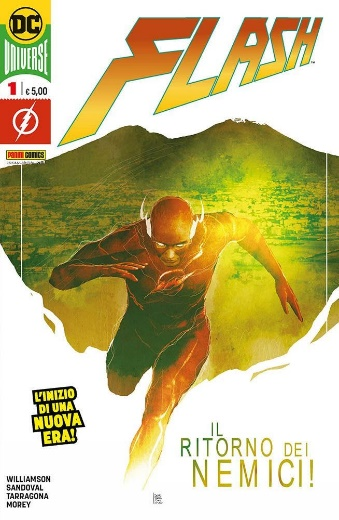 DC
UNIVERSE
FLASH
1 | € 5,00
PANINI COMICS
L'INIZIO
DI UNA
NUOVA
ERA!
IL
RITORNO DEI
NEMICI!
WILLIAMSON
SANDOVAL
TARRAGONA
MOREY